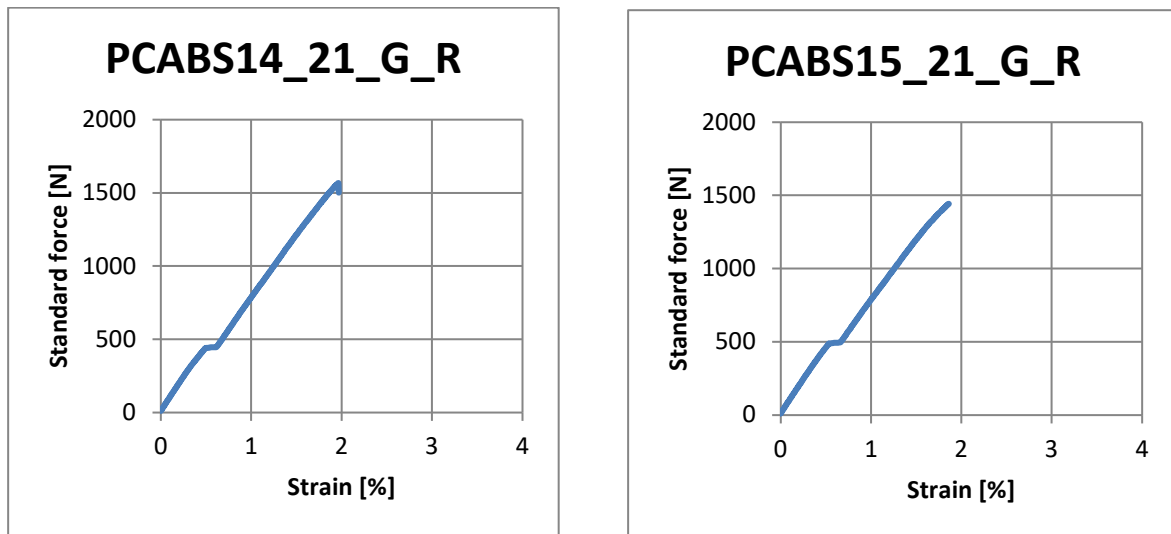 PCABS14_21_G_R
2000
1500
1000
500
0
Standard force [N]
0 1 2 3 4
Strain [%]
PCABS15_21_G_R
2000
1500
1000
500
0
Standard force [N]
0 1 2 3 4
Strain [%]